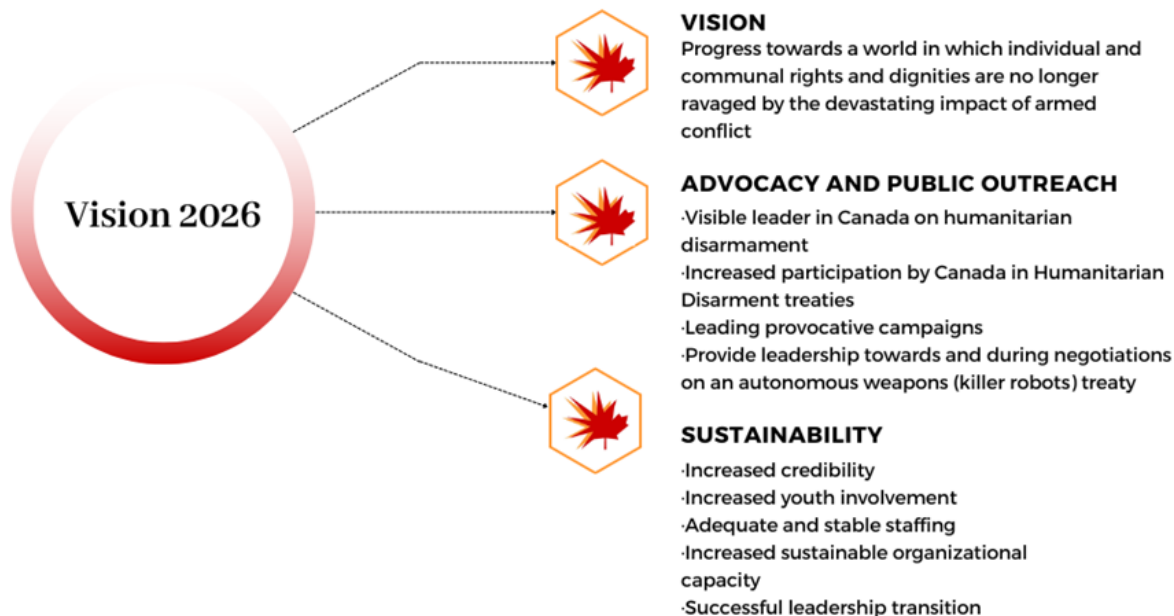 Vision 2026
VISION
Progress towards a world in which individual and
communal rights and dignities are no longer
ravaged by the devastating impact of armed
conflict
ADVOCACY AND PUBLIC OUTREACH
·Visible leader in Canada on humanitarian
disarmament
·Increased participation by Canada in Humanitarian
Disarment treaties
·Leading provocative campaigns
·Provide leadership towards and during negotiations
on an autonomous weapons (killer robots) treaty
SUSTAINABILITY
·Increased credibility
·Increased youth involvement
·Adequate and stable staffing
·Increased sustainable organizational
capacity
·Successful leadership transition